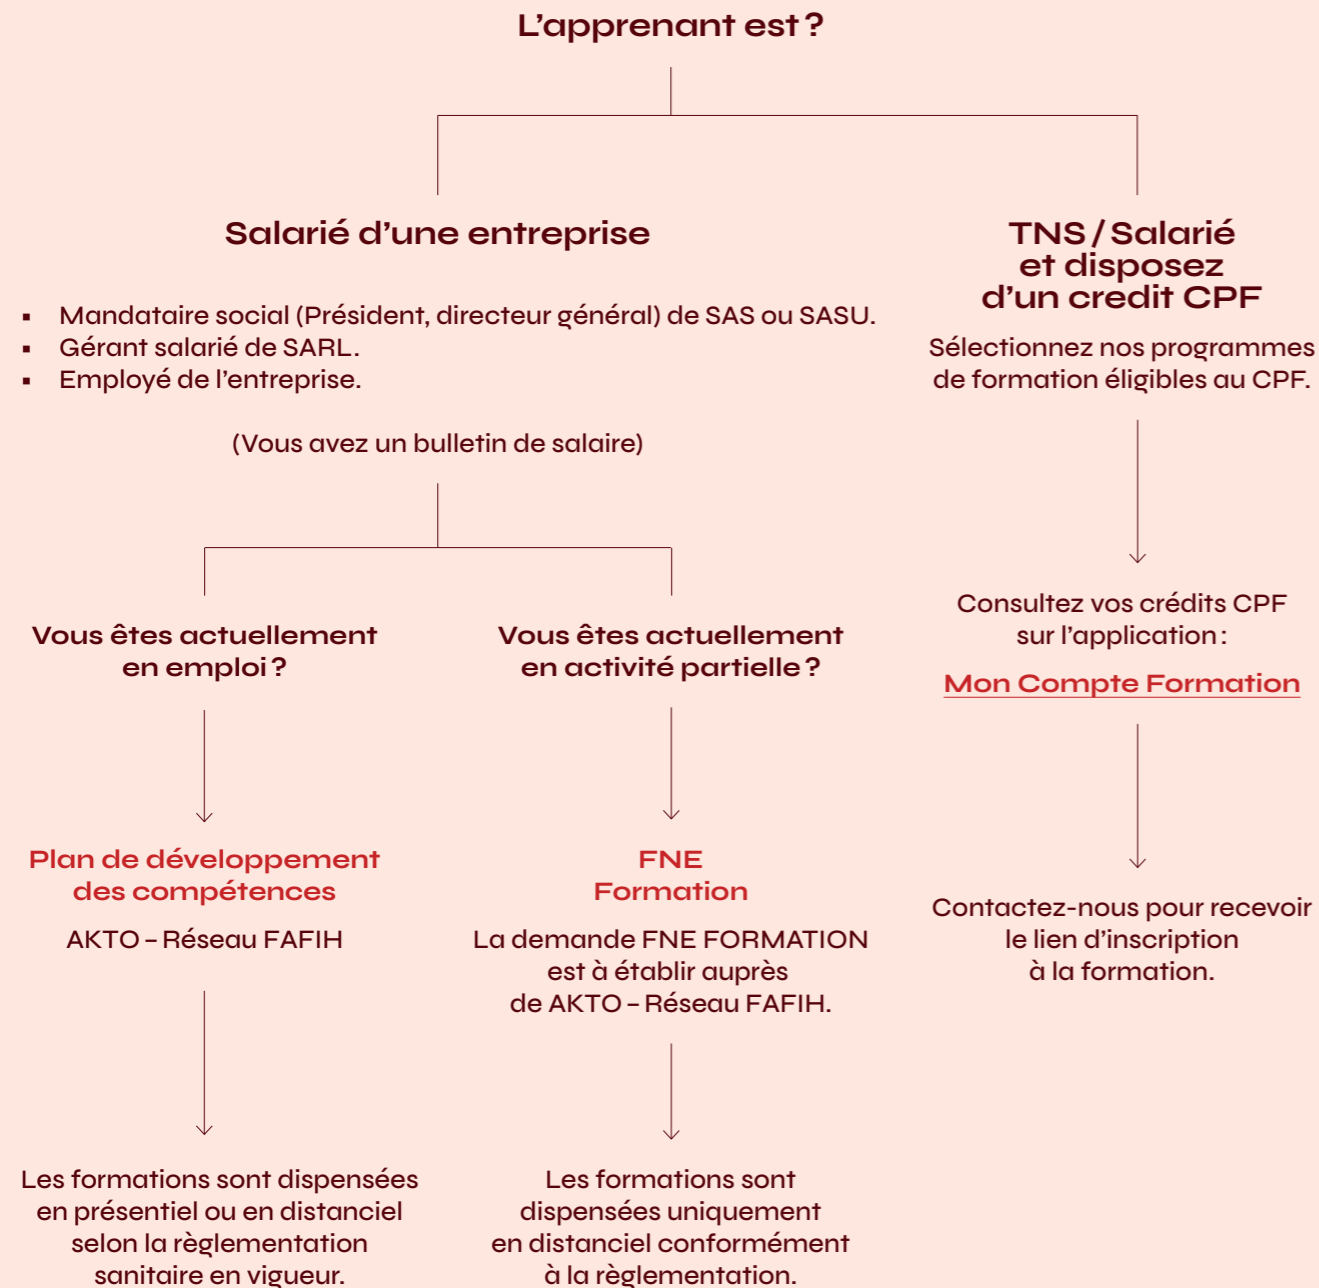 L'apprenant est ?
Salarié d'une entreprise
▪ Mandataire social (Président, directeur général) de SAS ou SASU.
▪ Gérant salarié de SARL.
▪ Employé de l'entreprise.
(Vous avez un bulletin de salaire)
TNS / Salarié
et disposez
d'un credit CPF
Sélectionnez nos programmes
de formation éligibles au CPF.
Vous êtes actuellement
en emploi ?
Plan de développement
des compétences
AKTO – Réseau FAFIH
Les formations sont dispensées
en présentiel ou en distanciel
selon la règlementation
sanitaire en vigueur.
Vous êtes actuellement
en activité partielle ?
FNE
Formation
La demande FNE FORMATION
est à établir auprès
de AKTO – Réseau FAFIH.
Les formations sont
dispensées uniquement
en distanciel conformément
à la règlementation.
Consultez vos crédits CPF
sur l'application :
Mon Compte Formation
Contactez-nous pour recevoir
le lien d'inscription
à la formation.